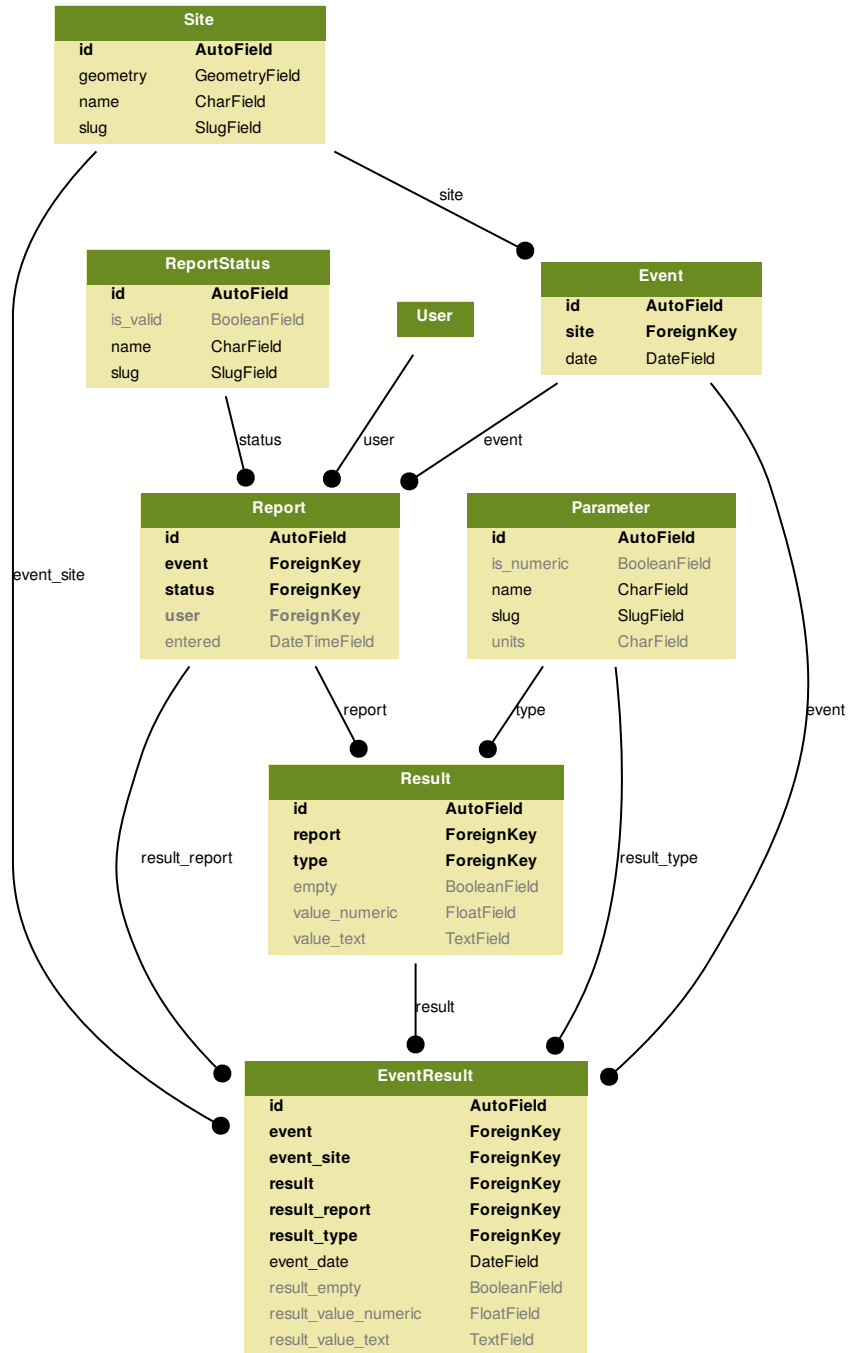 Site
id AutoField
geometry GeometryField
name CharField
slug SlugField
site
ReportStatus
id AutoField
is_valid BooleanField
name CharField
slug SlugField
User
Event
id AutoField
site ForeignKey
date DateField
status
user
event
Report
id AutoField
event ForeignKey
status ForeignKey
user ForeignKey
entered DateTimeField
Parameter
id AutoField
is_numeric BooleanField
name CharField
slug SlugField
units CharField
event_site
report
type
event
Result
id AutoField
report ForeignKey
type ForeignKey
empty BooleanField
value_numeric FloatField
value_text TextField
result_report
result_type
result
EventResult
id AutoField
event ForeignKey
event_site ForeignKey
result ForeignKey
result_report ForeignKey
result_type ForeignKey
event_date DateField
result_empty BooleanField
result_value_numeric FloatField
result_value_text TextField